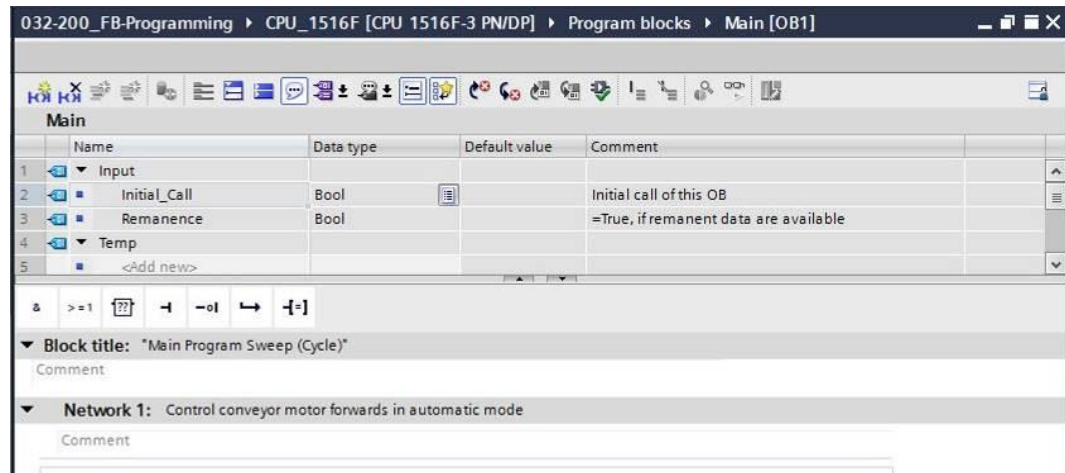 032-200_FB-Programming ▸ CPU_1516F [CPU 1516F-3 PN/DP] ▸ Program blocks ▸ Main [OB1]
Main
Name Data type Default value Comment
1 Input
2 Initial_Call Bool Initial call of this OB
3 Remanence Bool =True, if remanent data are available
4 Temp
5 <Add new>
& >=1 ?? -| -o| ↦ -[=]
Block title: "Main Program Sweep (Cycle)"
Comment
Network 1: Control conveyor motor forwards in automatic mode
Comment